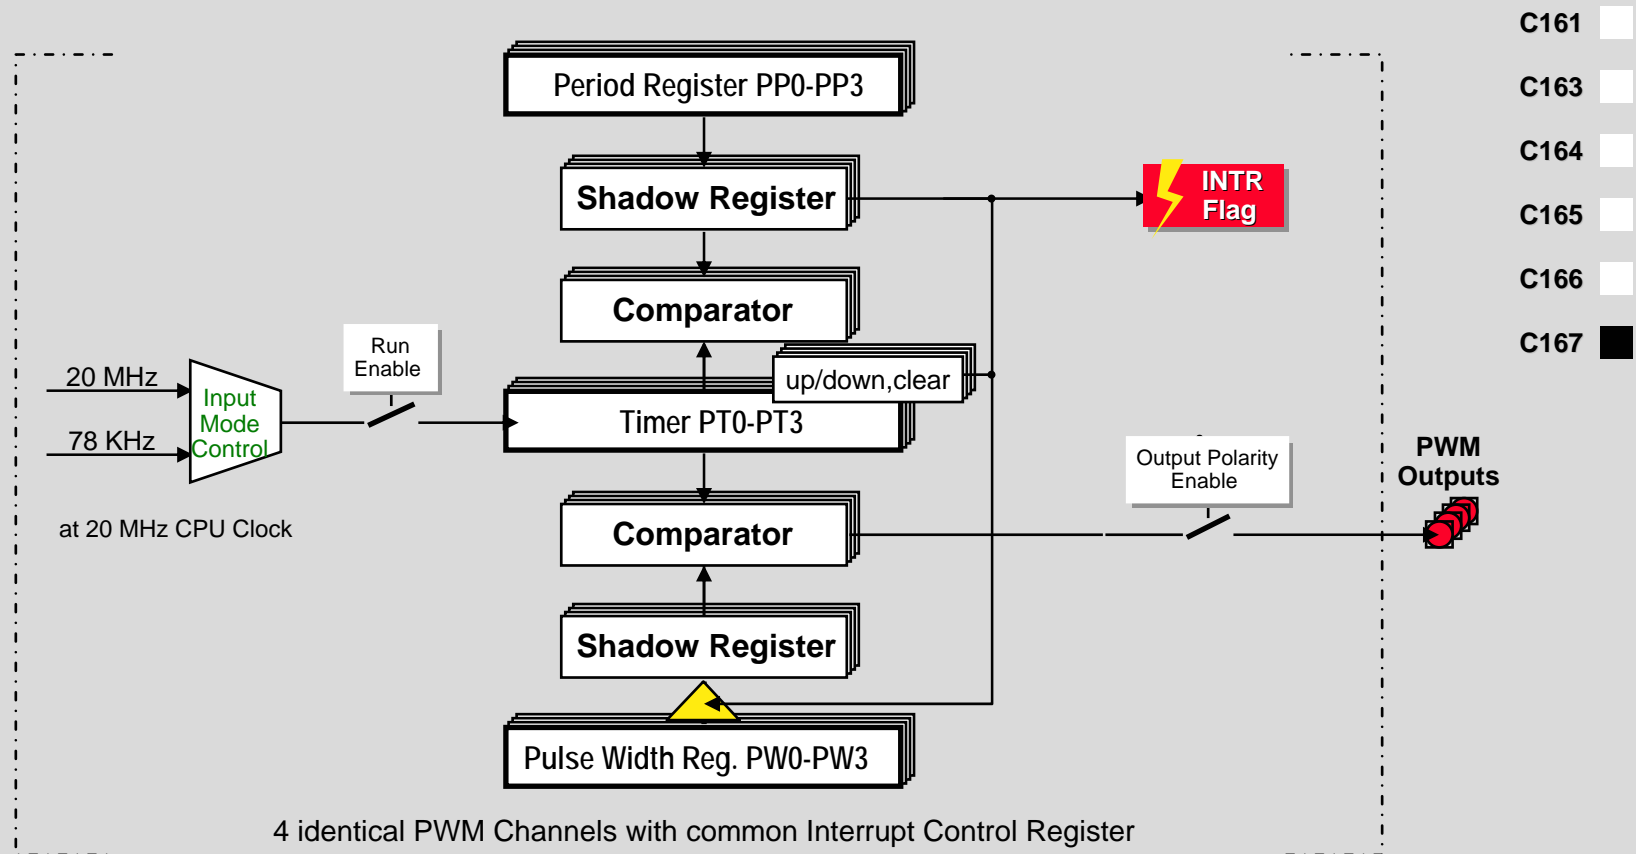 C161
Period Register PP0-PP3
C163
C164
Shadow Register
INTR
Flag
C165
C166
Comparator
Run
Enable
C167
20 MHz
up/down,clear
Input
Mode
Control
Timer PT0-PT3
78 KHz
Output Polarity
Enable
PWM
Outputs
at 20 MHz CPU Clock
Comparator
Shadow Register
Pulse Width Reg. PW0-PW3
4 identical PWM Channels with common Interrupt Control Register